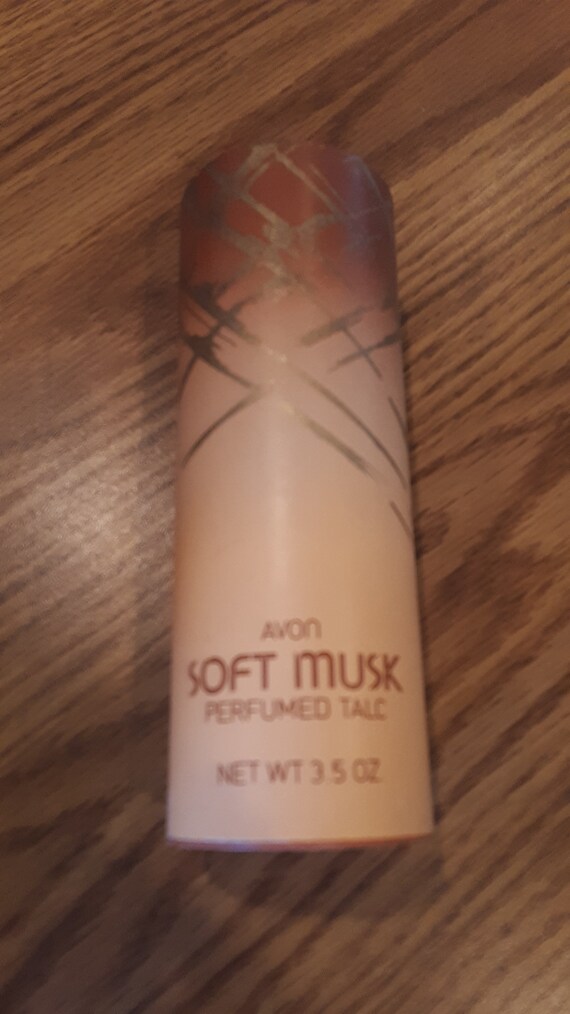 AVON
SOFT MUSK
PERFUMED TALC
NET WT 3.5 OZ